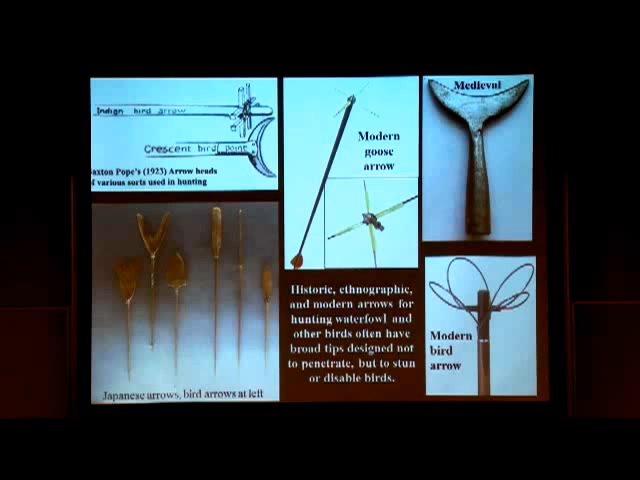 Indian bird arrow
Crescent bird point
axton Pope's (1923) Arrow heads
f various sorts used in hunting
Modern
goose
arrow
Medieval
Japanese arrows, bird arrows at left
Historic, ethnographic,
and modern arrows for
hunting waterfowl and
other birds often have
broad tips designed not
to penetrate, but to stun
or disable birds.
Modern
bird
arrow